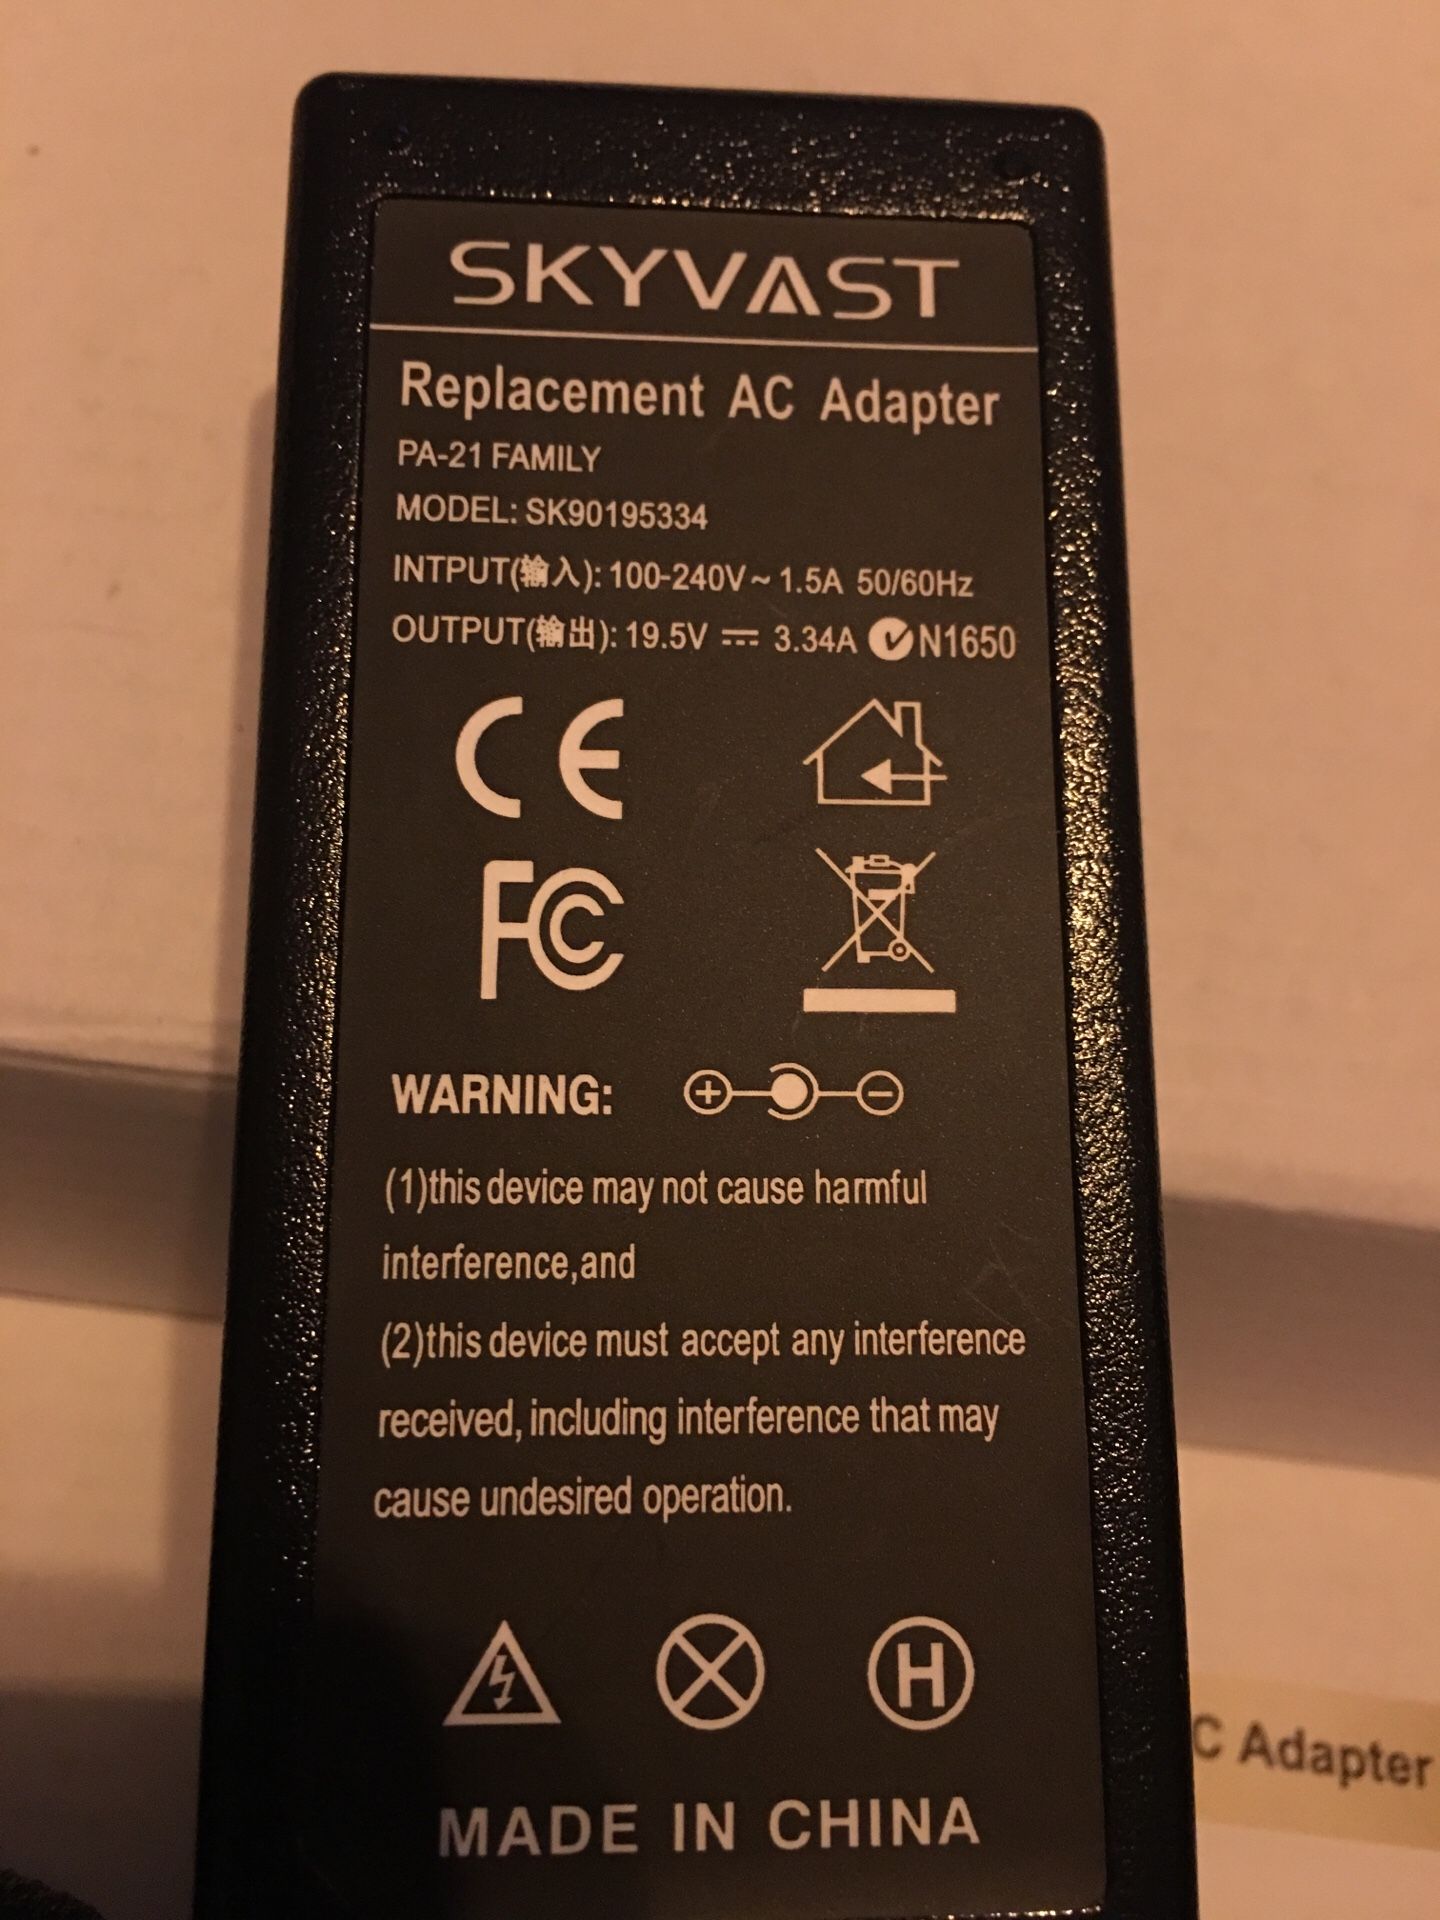 SKYVAST
Replacement AC Adapter
PA-21 FAMILY
MODEL: SK90195334
INTPUT(输入): 100-240V~ 1.5A 50/60Hz
OUTPUT(输出): 19.5V ⎓ 3.34A N1650
CE
FC
WARNING: + −
(1)this device may not cause harmful
interference,and
(2)this device must accept any interference
received, including interference that may
cause undesired operation.
H
MADE IN CHINA
C Adapter